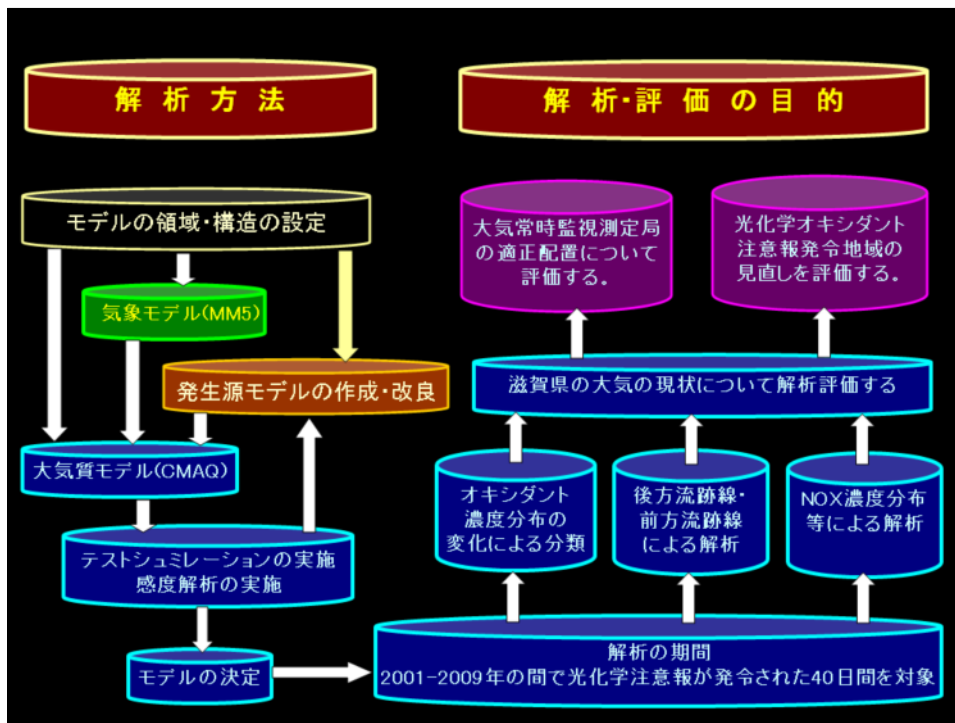 解析方法
解析・評価の目的
モデルの領域・構造の設定
気象モデル(MM5)
発生源モデルの作成・改良
大気質モデル(CMAQ)
テストシュミレーションの実施
感度解析の実施
モデルの決定
大気常時監視測定局
の適正配置について
評価する。
光化学オキシダント
注意報発令地域の
見直しを評価する。
滋賀県の大気の現状について解析評価する
オキシダント
濃度分布の
変化による分類
後方流跡線・
前方流跡線
による解析
NOX濃度分布
等による解析
解析の期間
2001-2009年の間で光化学注意報が発令された40日間を対象